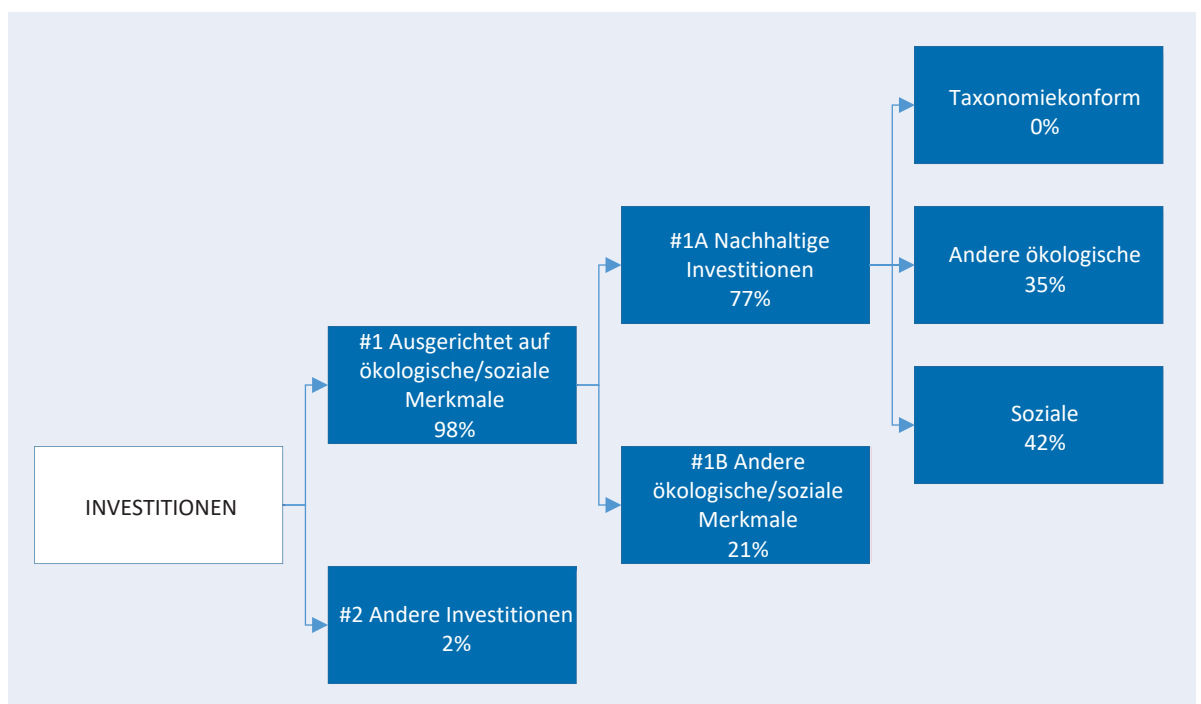 INVESTITIONEN
#1 Ausgerichtet auf
ökologische/soziale
Merkmale
98%
#2 Andere Investitionen
2%
#1A Nachhaltige
Investitionen
77%
#1B Andere
ökologische/soziale
Merkmale
21%
Taxonomiekonform
0%
Andere ökologische
35%
Soziale
42%